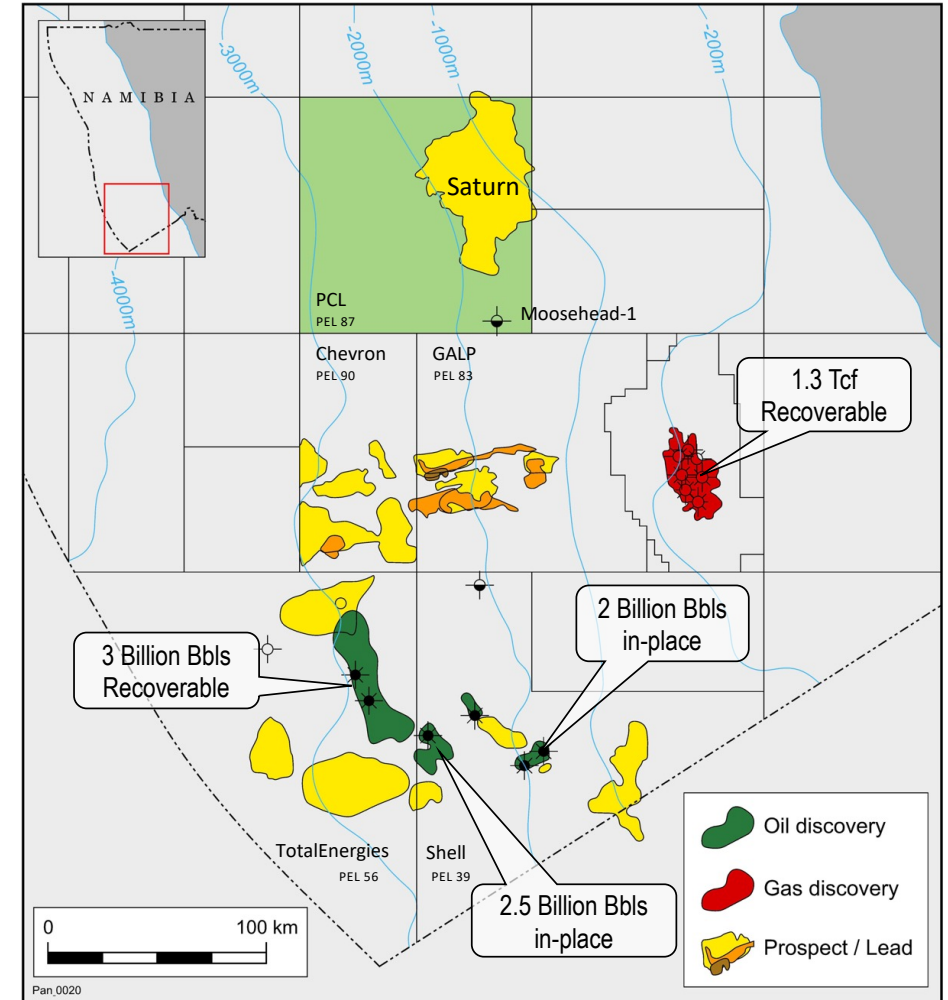 -3000m
-2000m
-1000m
-200m
NAMIBIA
Saturn
-4000m
PCL
PEL 87
Moosehead-1
Chevron
PEL 90
GALP
PEL 83
1.3 Tcf
Recoverable
2 Billion Bbls
in-place
3 Billion Bbls
Recoverable
TotalEnergies
PEL 56
Shell
PEL 39
2.5 Billion Bbls
in-place
Oil discovery
Gas discovery
Prospect / Lead
0
100 km
Pan_0020